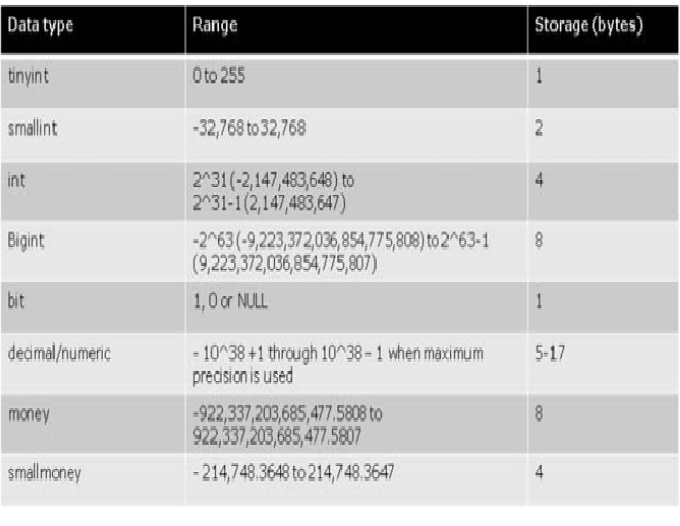 Data type Range Storage (bytes)
tinyint 0 to 255 1
smallint -32,768 to 32,768 2
int 2^31 (-2,147,483,648) to 4
2^31-1 (2,147,483,647)
Bigint -2^63 (-9,223,372,036,854,775,808) to 2^63-1 8
(9,223,372,036,854,775,807)
bit 1, 0 or NULL 1
decimal/numeric - 10^38 +1 through 10^38 – 1 when maximum 5-17
precision is used
money -922,337,203,685,477.5808 to 8
922,337,203,685,477.5807
smallmoney - 214,748.3648 to 214,748.3647 4